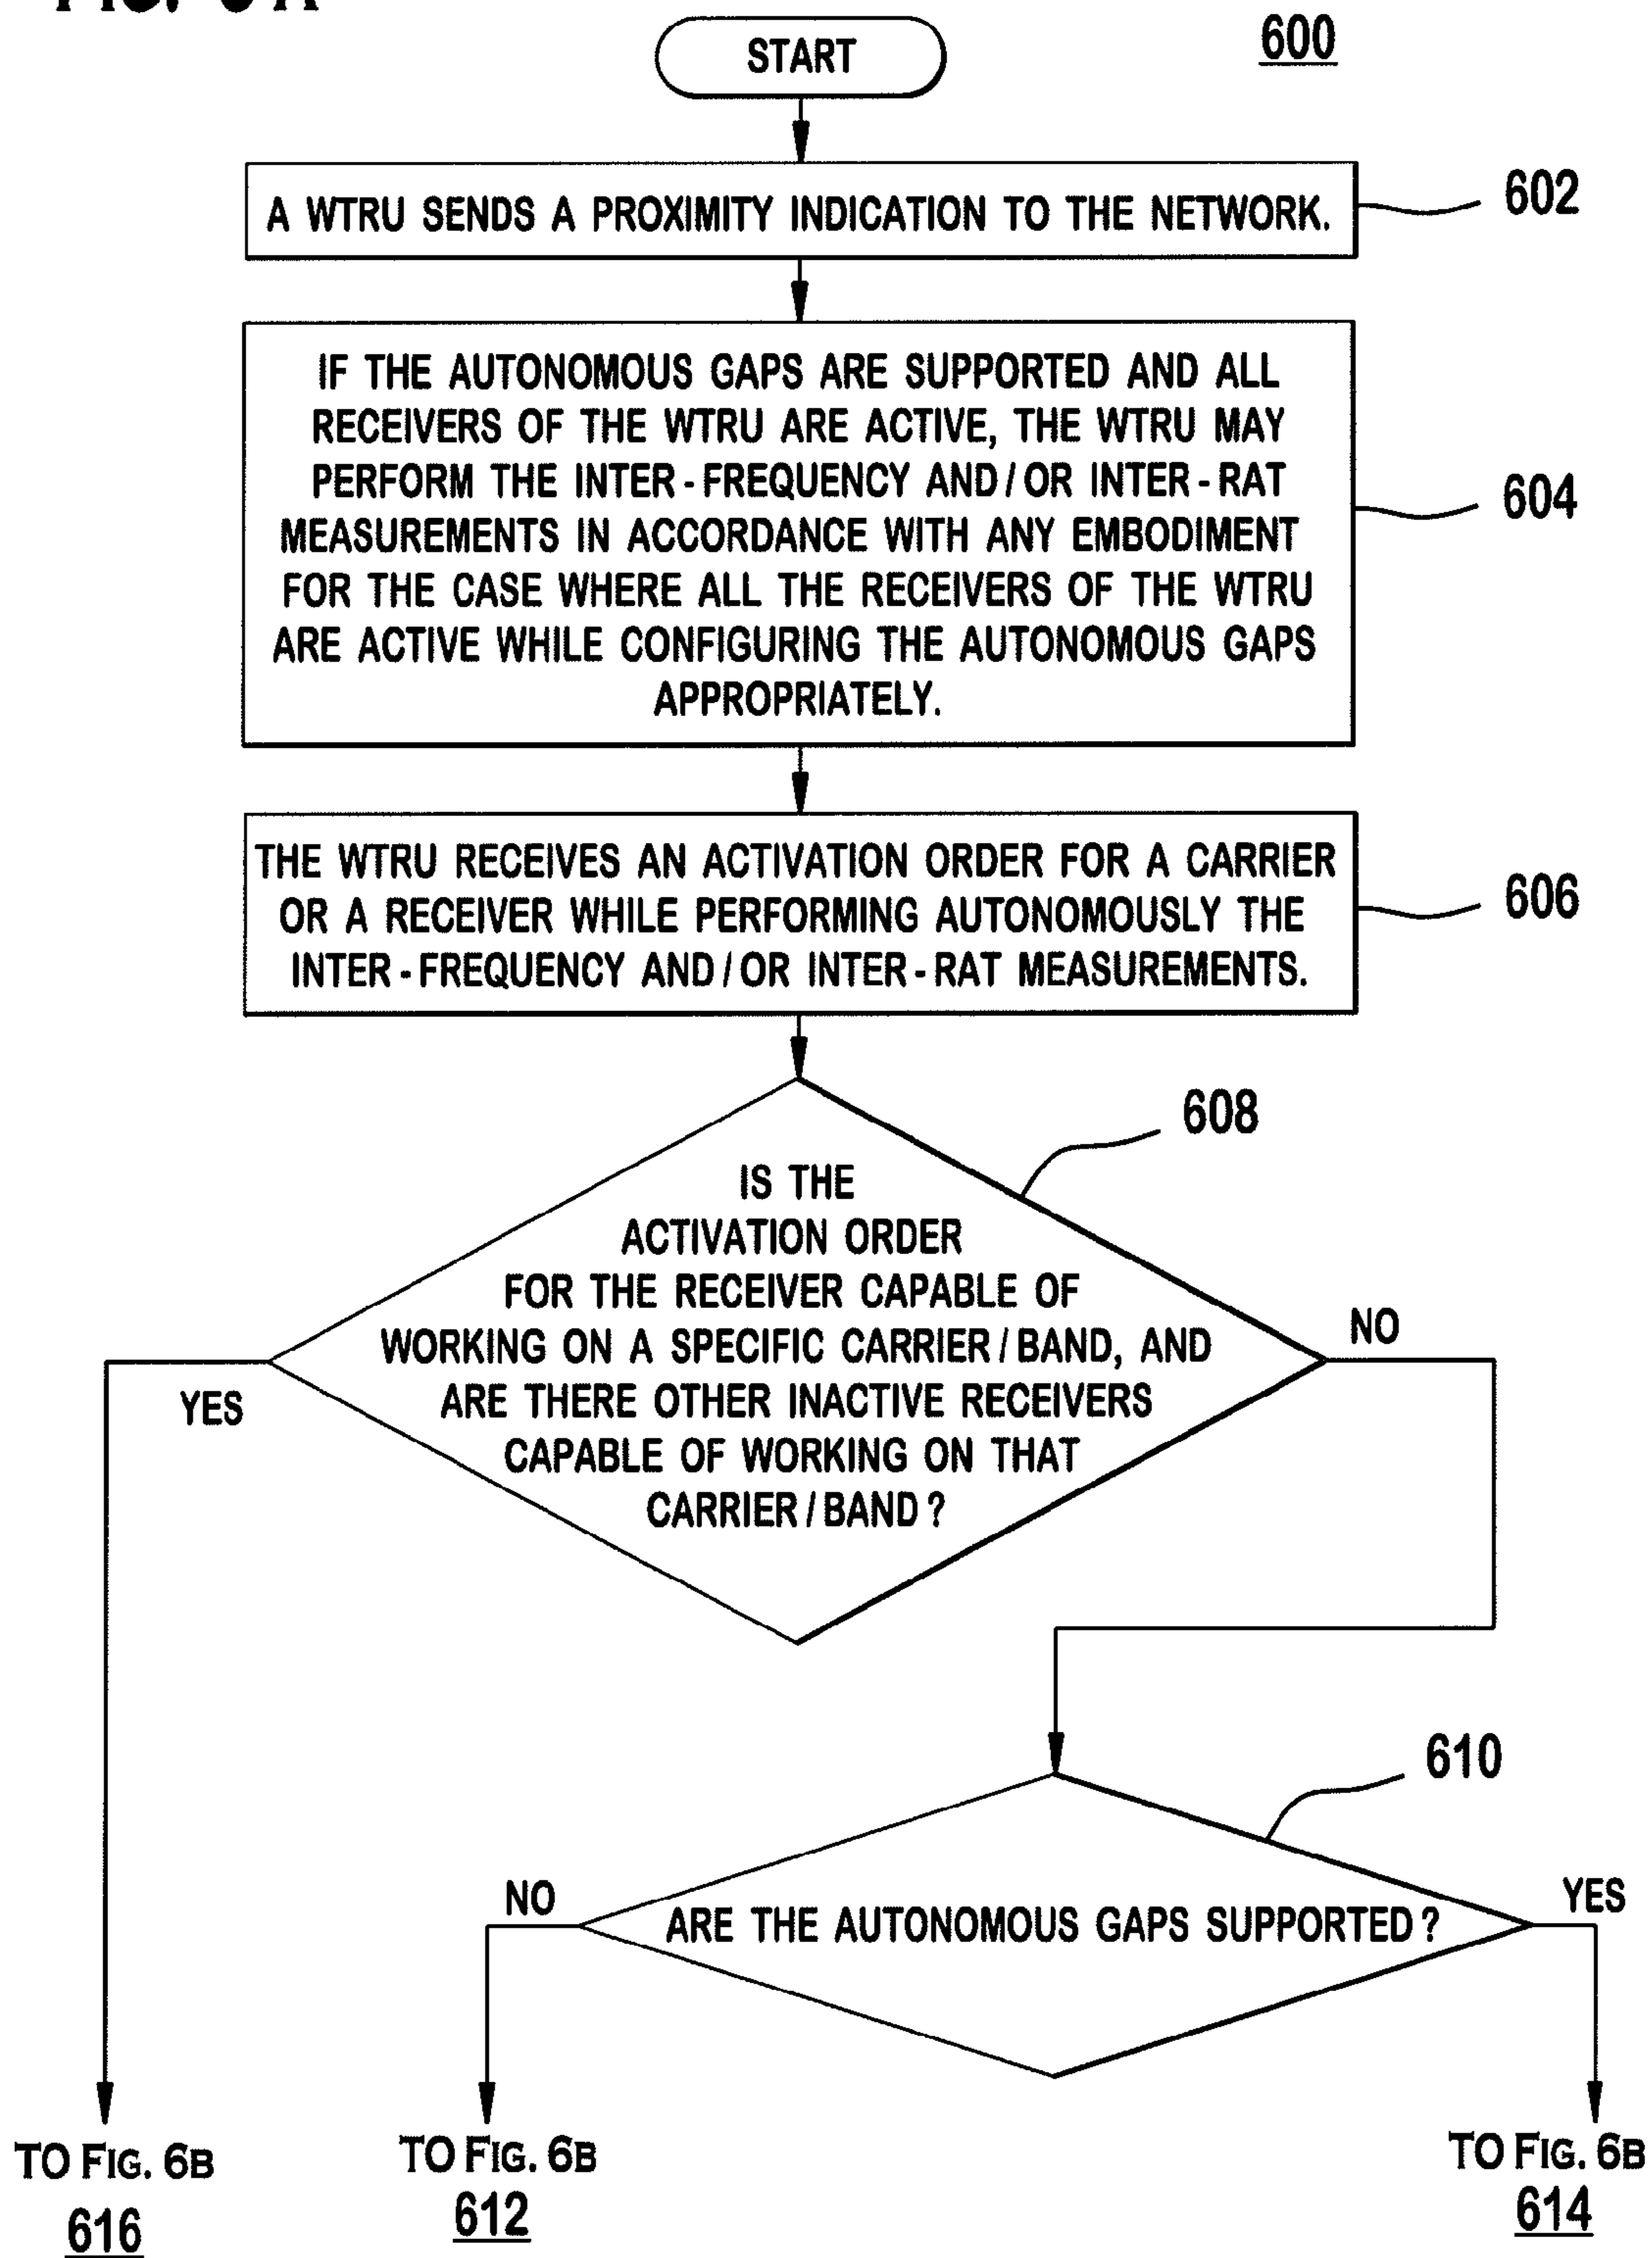 START
600
A WTRU SENDS A PROXIMITY INDICATION TO THE NETWORK.
602
IF THE AUTONOMOUS GAPS ARE SUPPORTED AND ALL
RECEIVERS OF THE WTRU ARE ACTIVE, THE WTRU MAY
PERFORM THE INTER-FREQUENCY AND/OR INTER-RAT
MEASUREMENTS IN ACCORDANCE WITH ANY EMBODIMENT
FOR THE CASE WHERE ALL THE RECEIVERS OF THE WTRU
ARE ACTIVE WHILE CONFIGURING THE AUTONOMOUS GAPS
APPROPRIATELY.
604
THE WTRU RECEIVES AN ACTIVATION ORDER FOR A CARRIER
OR A RECEIVER WHILE PERFORMING AUTONOMOUSLY THE
INTER-FREQUENCY AND/OR INTER-RAT MEASUREMENTS.
606
608
IS THE
ACTIVATION ORDER
FOR THE RECEIVER CAPABLE OF
WORKING ON A SPECIFIC CARRIER/BAND, AND
ARE THERE OTHER INACTIVE RECEIVERS
CAPABLE OF WORKING ON THAT
CARRIER/BAND?
NO
YES
610
NO
ARE THE AUTONOMOUS GAPS SUPPORTED?
YES
TO FIG. 6B
616
TO FIG. 6B
612
TO FIG. 6B
614